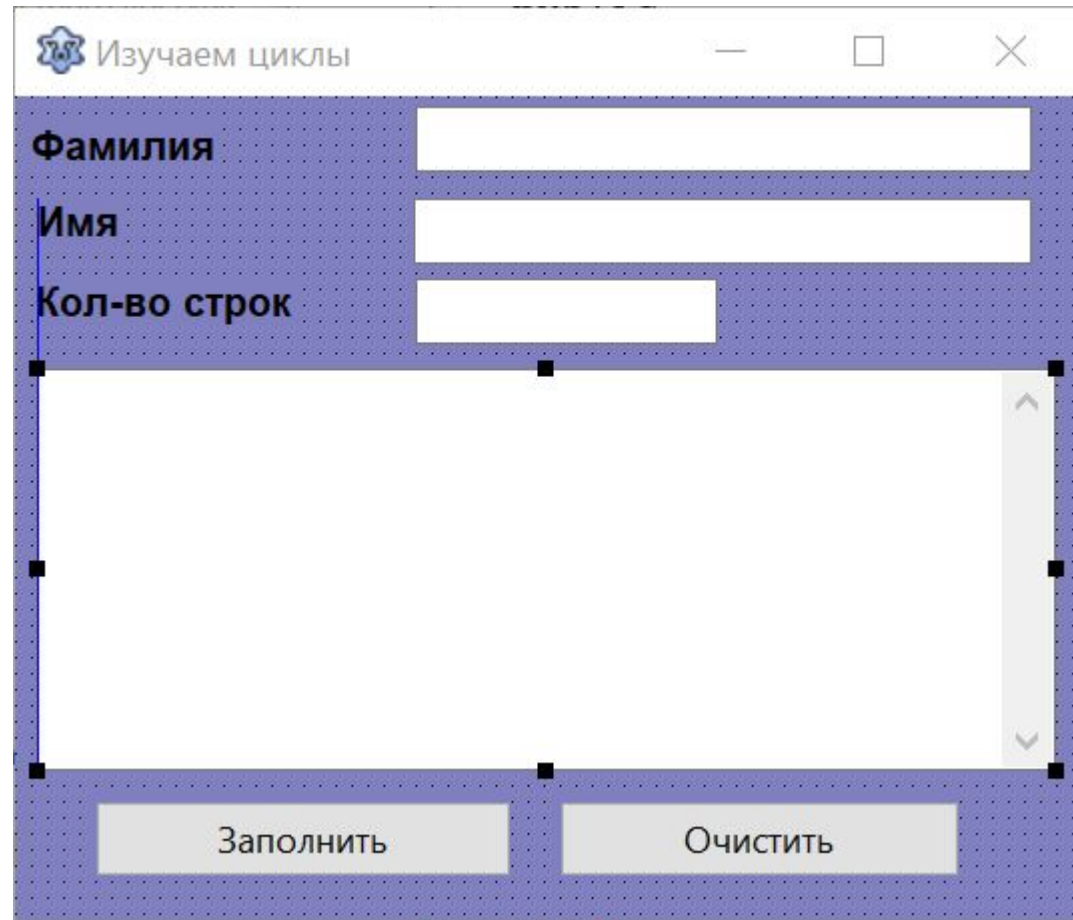 Изучаем циклы
Фамилия
Имя
Кол-во строк
Заполнить Очистить